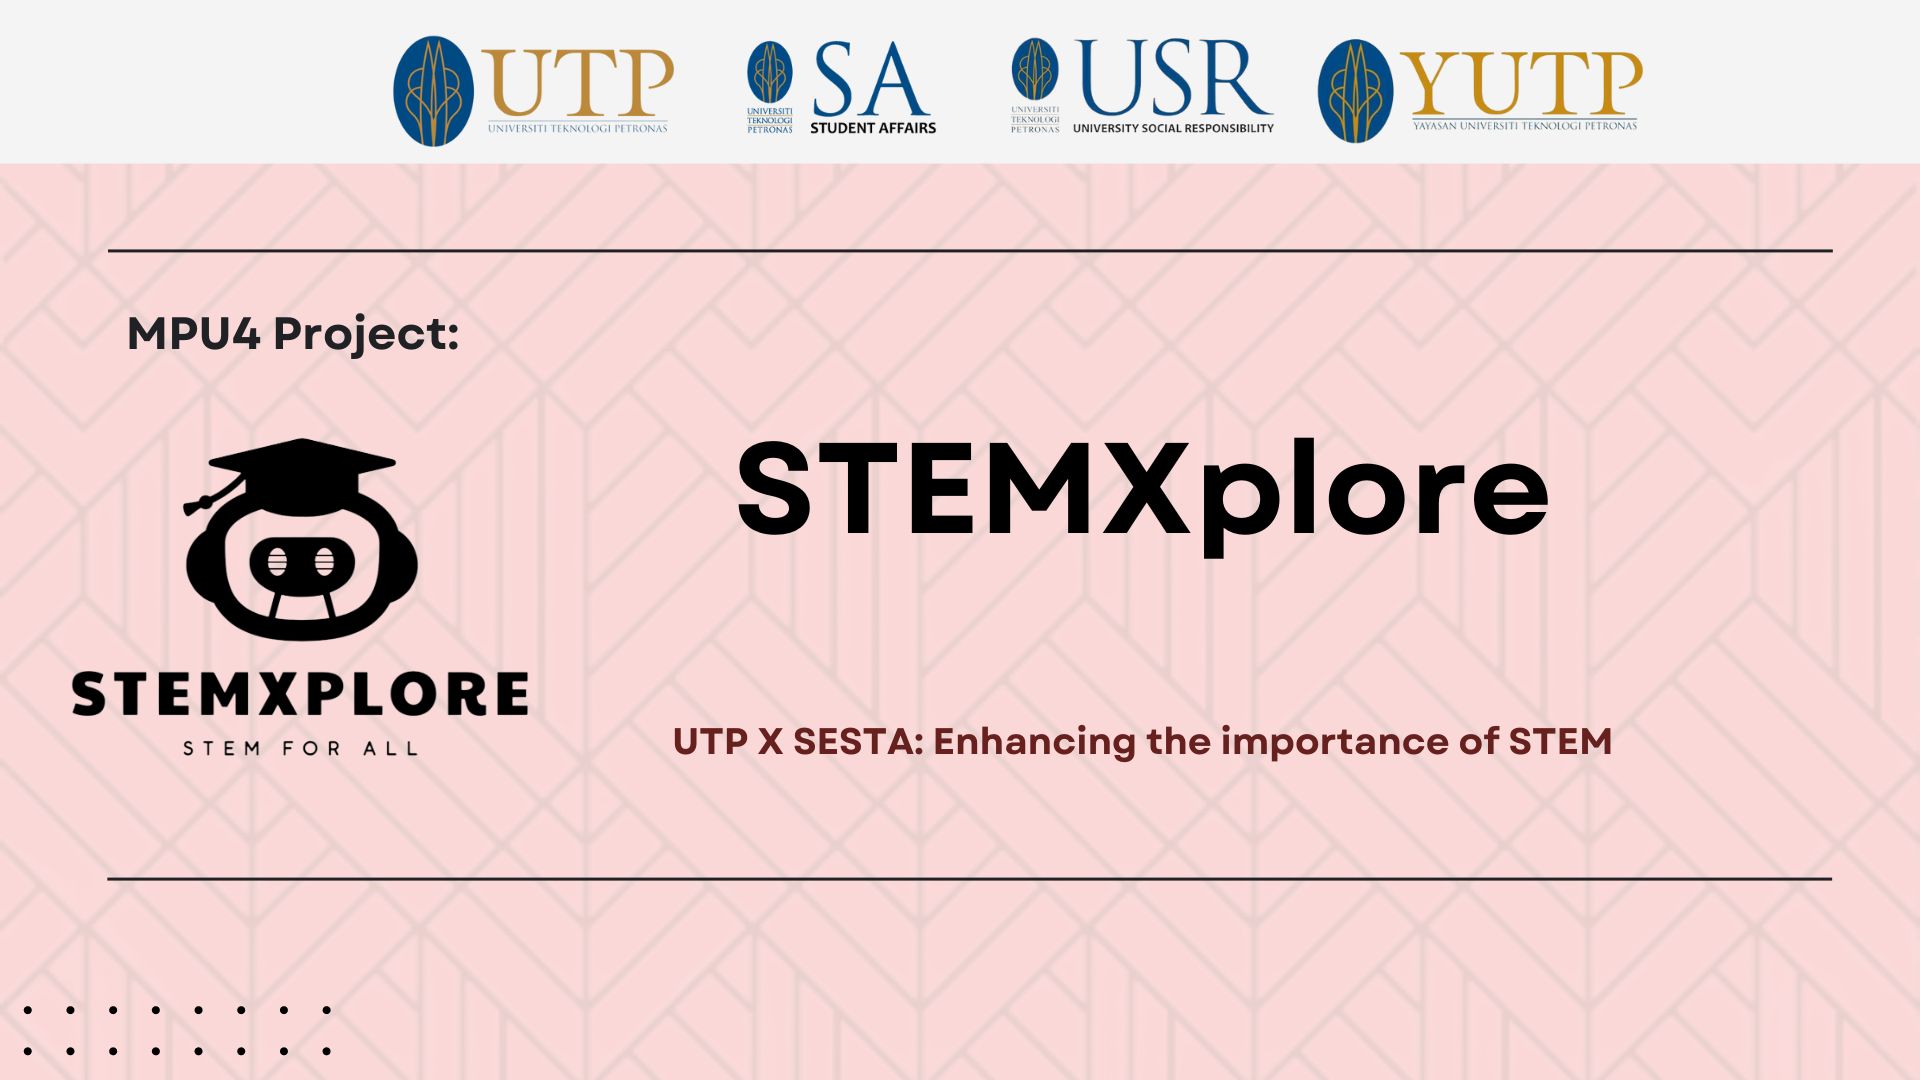 UTP
UNIVERSITI TEKNOLOGI PETRONAS
UNIVERSITI
TEKNOLOGI
PETRONAS
SA
STUDENT AFFAIRS
UNIVERSITI
TEKNOLOGI
PETRONAS
USR
UNIVERSITY SOCIAL RESPONSIBILITY
YUTP
YAYASAN UNIVERSITI TEKNOLOGI PETRONAS
MPU4 Project:
STEMXPLORE
STEM FOR ALL
STEMXplore
UTP X SESTA: Enhancing the importance of STEM